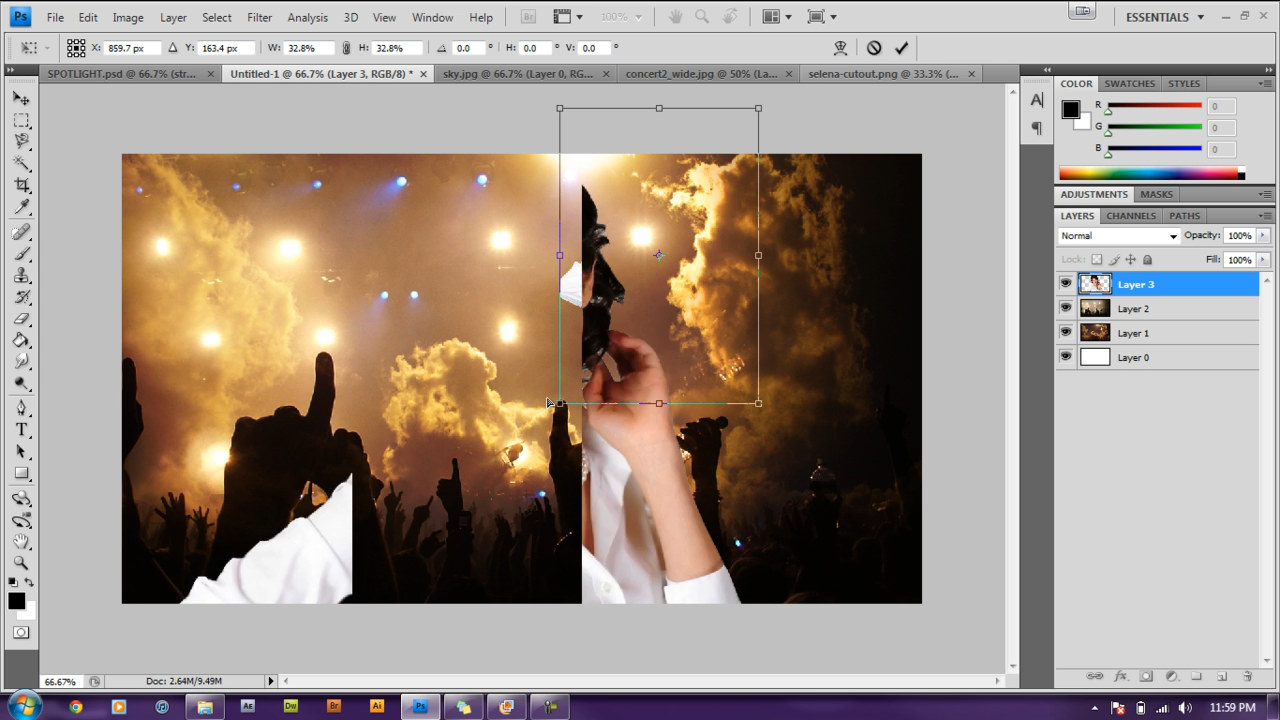 Ps File Edit Image Layer Select Filter Analysis 3D View Window Help Br 100% ESSENTIALS
X: 859.7 px Y: 163.4 px W: 32.8% H: 32.8% 0.0 ° H: 0.0 ° V: 0.0 °
SPOTLIGHT.psd @ 66.7% (str... Untitled-1 @ 66.7% (Layer 3, RGB/8) * sky.jpg @ 66.7% (Layer 0, RG... concert2_wide.jpg @ 50% (La... selena-cutout.png @ 33.3% (...
COLOR SWATCHES STYLES
R 0
G 0
B 0
ADJUSTMENTS MASKS
LAYERS CHANNELS PATHS
Normal Opacity: 100%
Lock: Fill: 100%
Layer 3
Layer 2
Layer 1
Layer 0
66.67% Doc: 2.64M/9.49M
Ae Dw Br Ai Ps 11:59 PM